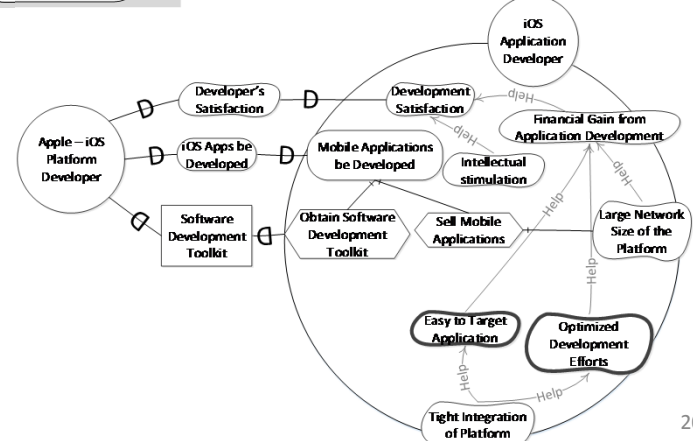 iOS
Application
Developer
Developer's
Satisfaction
D
D
Development
Satisfaction
Help
Financial Gain from
Application Development
Apple – iOS
Platform
Developer
D
iOS Apps be
Developed
D
Mobile Applications
be Developed
Help
Intellectual
stimulation
Help
D
Software
Development
Toolkit
D
Obtain Software
Development
Toolkit
Sell Mobile
Applications
Help
Large Network
Size of the
Platform
Help
Easy to Target
Application
Optimized
Development
Efforts
Help
Help
Tight Integration
of Platform